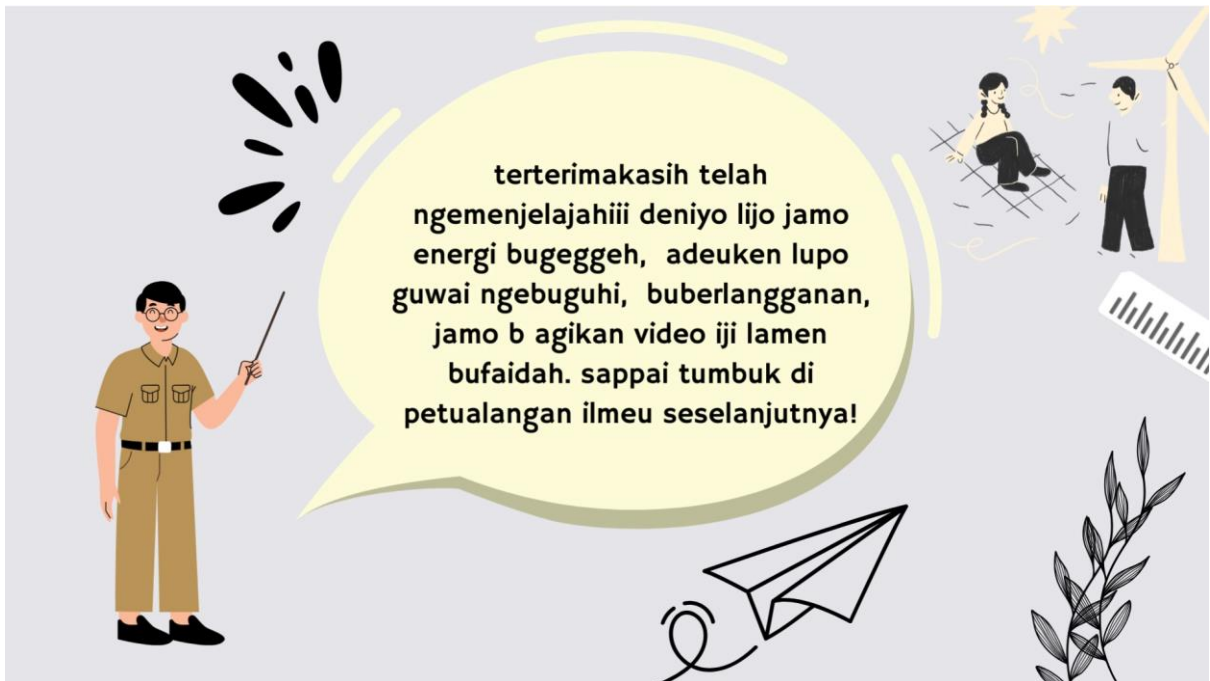 terterimakasih telah
ngemenjelajahiii deniyo lijo jamo
energi bugeggeh, adeuken lupo
guwai ngebuguhi, buberlangganan,
jamo b agikan video iji lamen
bufaidah. sappai tumbuk di
petualangan ilmeu seselanjutnya!